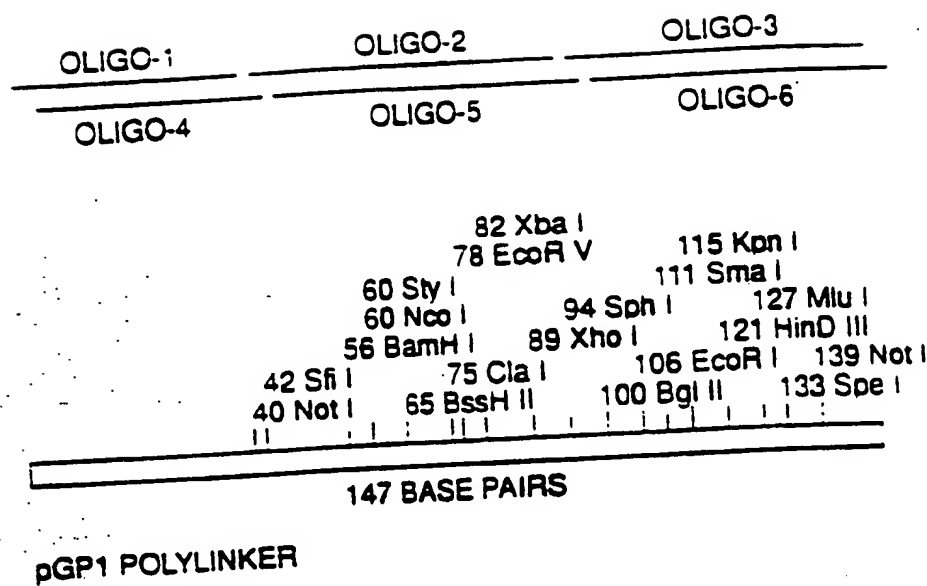 OLIGO-1 OLIGO-2 OLIGO-3
OLIGO-4 OLIGO-5 OLIGO-6
82 Xba I
78 EcoR V 115 Kpn I
60 Sty I 111 Sma I
60 Nco I 94 Sph I 127 Mlu I
56 BamH I 89 Xho I 121 HinD III
42 Sfi I 75 Cla I 106 EcoR I 139 Not I
40 Not I 65 BssH II 100 Bgl II 133 Spe I
147 BASE PAIRS
pGP1 POLYLINKER